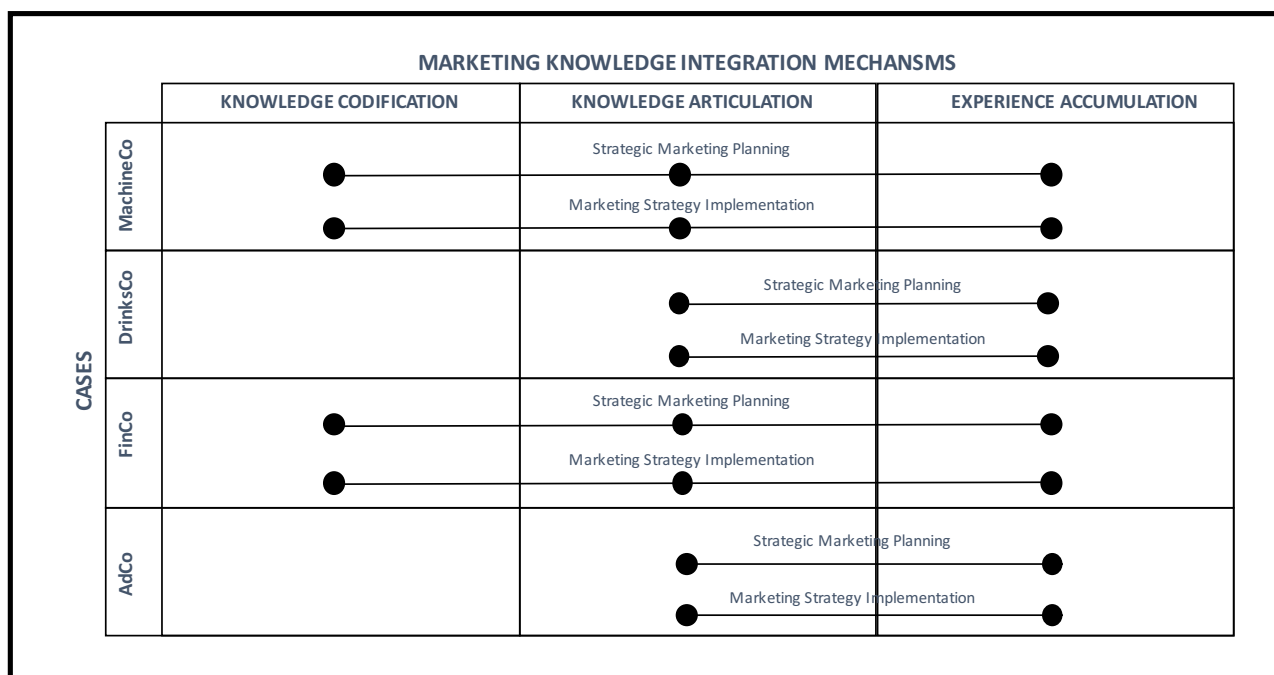 MARKETING KNOWLEDGE INTEGRATION MECHANSMS
KNOWLEDGE CODIFICATION
KNOWLEDGE ARTICULATION
EXPERIENCE ACCUMULATION
CASES
MachineCo
Strategic Marketing Planning
Marketing Strategy Implementation
DrinksCo
Strategic Marketing Planning
Marketing Strategy Implementation
FinCo
Strategic Marketing Planning
Marketing Strategy Implementation
AdCo
Strategic Marketing Planning
Marketing Strategy Implementation